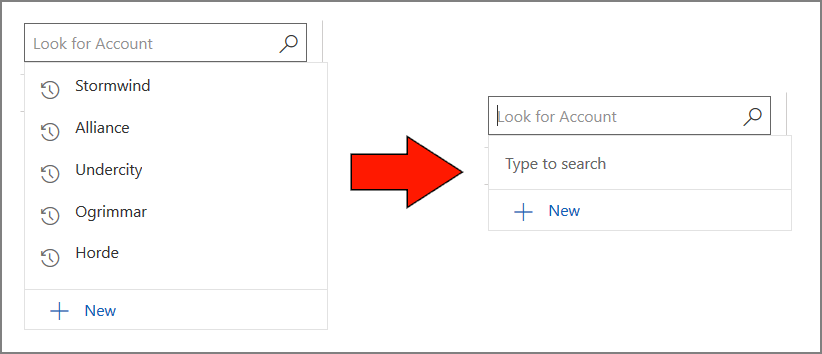 Look for Account
Stormwind
Alliance
Undercity
Ogrimmar
Horde
New
Look for Account
Type to search
New